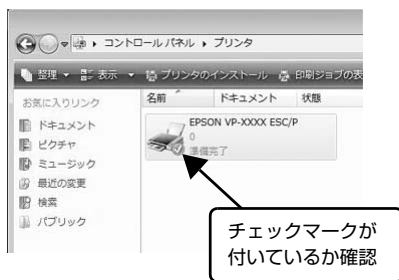 コントロール パネル ▸ プリンタ
整理 ▾ 表示 ▾ プリンタのインストール 印刷ジョブの表
お気に入りリンク
ドキュメント
ピクチャ
ミュージック
最近の変更
検索
パブリック
名前 ドキュメント 状態
EPSON VP-XXXX ESC/P
0
準備完了
チェックマークが
付いているか確認